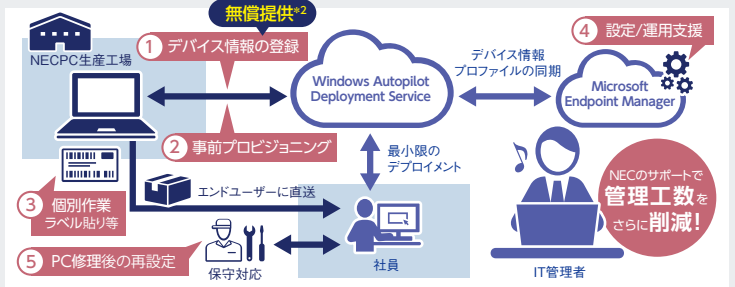 無償提供※2
① デバイス情報の登録
④ 設定/運用支援
NECPC生産工場
Windows Autopilot
Deployment Service
デバイス情報
プロファイルの同期
Microsoft
Endpoint Manager
② 事前プロビジョニング
最小限の
デプロイメント
③ 個別作業
ラベル貼り等
エンドユーザーに直送
NECのサポートで
管理工数を
さらに削減!
⑤ PC修理後の再設定
保守対応
社員
IT管理者